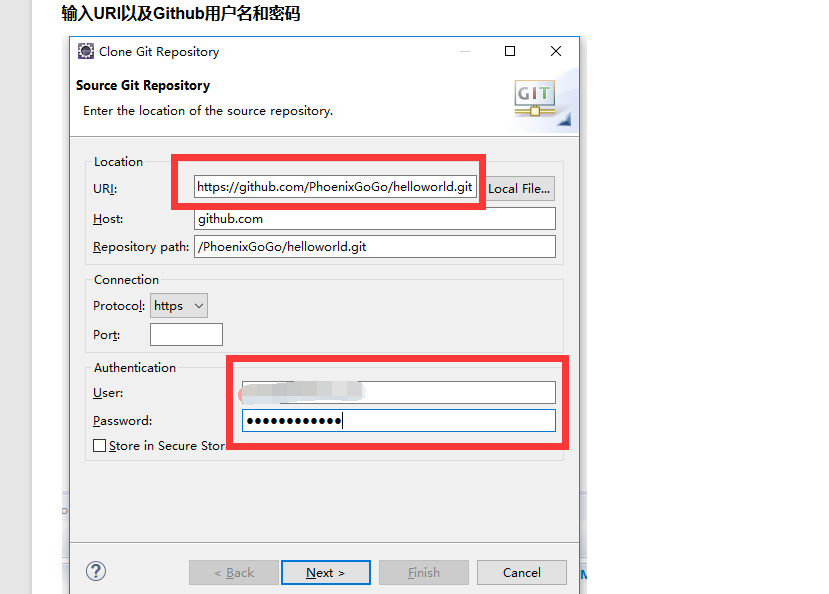 输入URI以及Github用户名和密码
Clone Git Repository
Source Git Repository
Enter the location of the source repository.
GIT
Location
URI: https://github.com/PhoenixGoGo/helloworld.git Local File...
Host: github.com
Repository path: /PhoenixGoGo/helloworld.git
Connection
Protocol: https
Port:
Authentication
User:
Password: ●●●●●●●●●●●●
Store in Secure Stor
? < Back Next > Finish Cancel